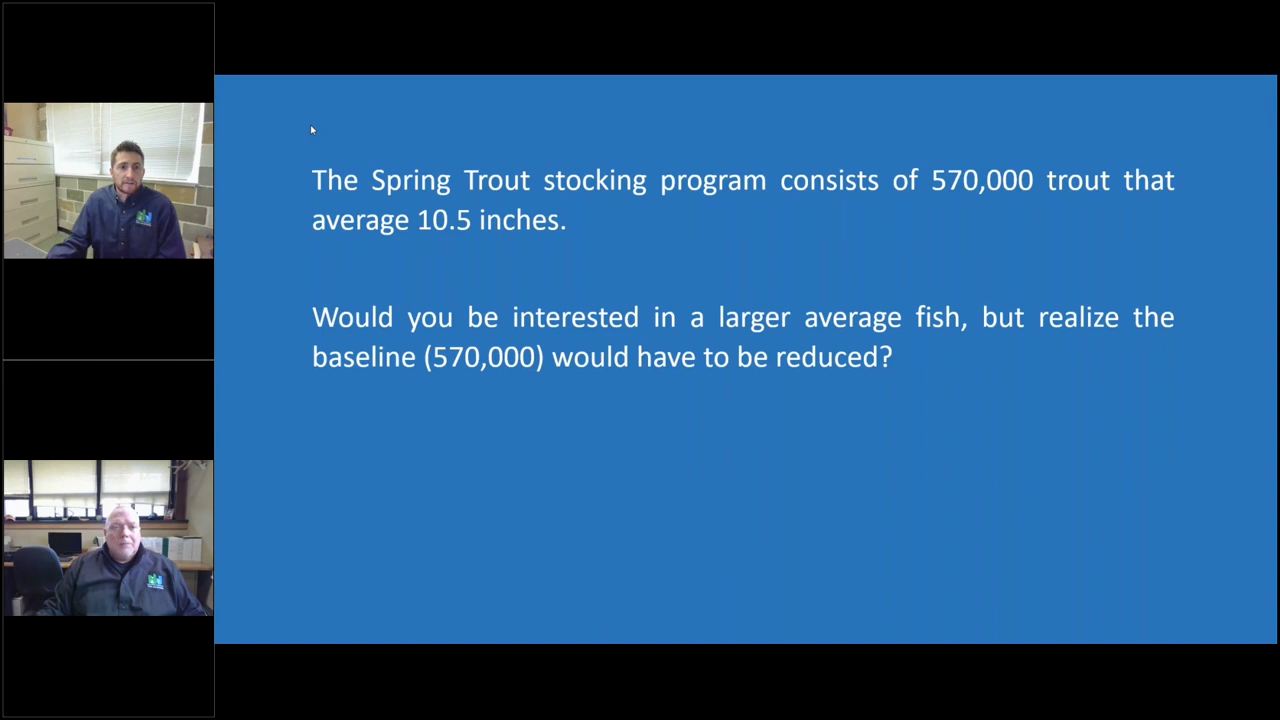 The Spring Trout stocking program consists of 570,000 trout that
average 10.5 inches.
Would you be interested in a larger average fish, but realize the
baseline (570,000) would have to be reduced?